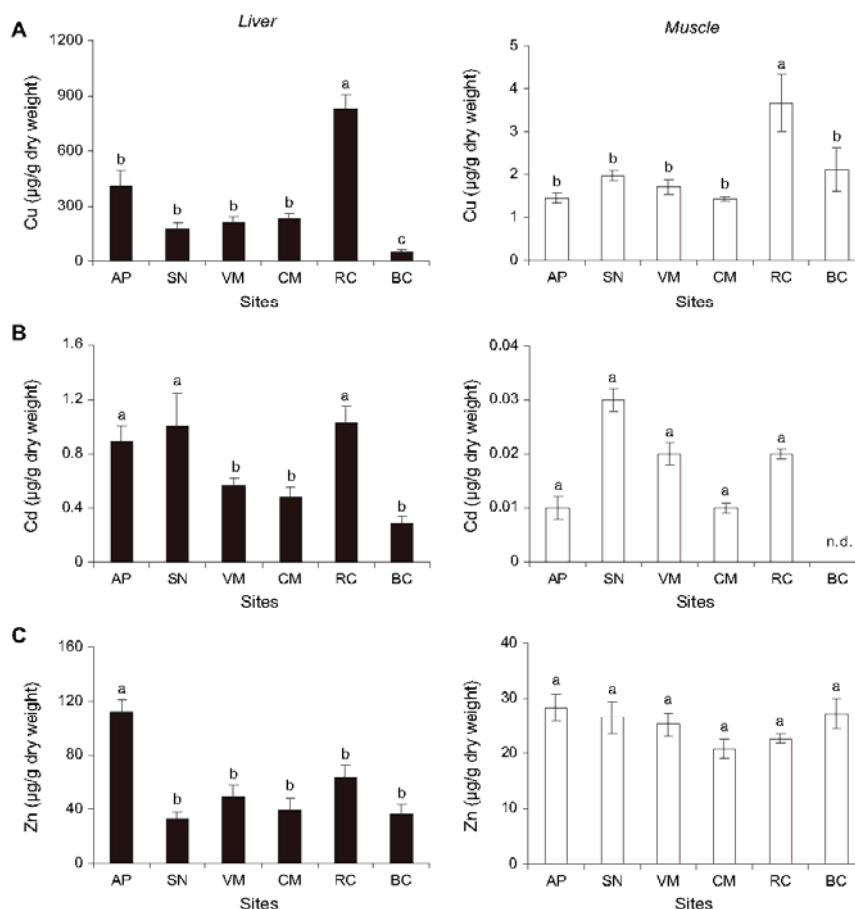 A
Liver
Muscle
Cu (µg/g dry weight)
1200
900
600
300
0
b
b
b
b
a
c
AP SN VM CM RC BC
Sites
Cu (µg/g dry weight)
5
4
3
2
1
0
b
b
b
b
a
b
AP SN VM CM RC BC
Sites
B
Cd (µg/g dry weight)
1.6
1.2
0.8
0.4
0
a
a
b
b
a
b
AP SN VM CM RC BC
Sites
Cd (µg/g dry weight)
0.04
0.03
0.02
0.01
0
a
a
a
a
a
n.d.
AP SN VM CM RC BC
Sites
C
Zn (µg/g dry weight)
160
120
80
40
0
a
b
b
b
b
b
AP SN VM CM RC BC
Sites
Zn (µg/g dry weight)
40
30
20
10
0
a
a
a
a
a
a
AP SN VM CM RC BC
Sites